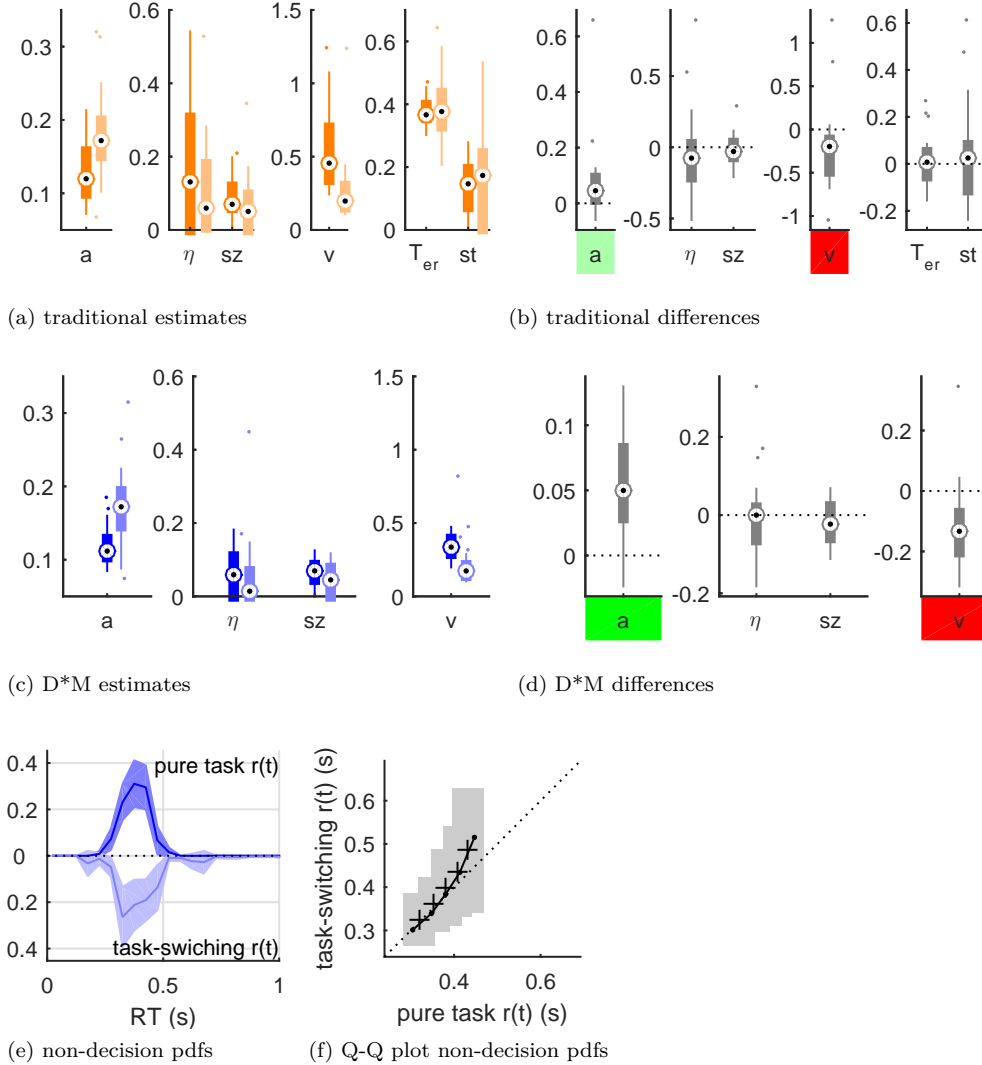 0.3
0.2
0.1
a
0.6
0.4
0.2
0
η sz
1.5
1
0.5
0
v
0.6
0.4
0.2
0
T_er st
0.6
0.4
0.2
0
a
0.5
0
-0.5
η sz
1
0
-1
v
0.6
0.4
0.2
0
-0.2
T_er st
(a) traditional estimates
(b) traditional differences
0.3
0.2
0.1
a
0.6
0.4
0.2
0
η sz
1.5
1
0.5
0
v
0.1
0.05
0
a
0.2
0
-0.2
η sz
0.2
0
-0.2
v
(c) D*M estimates
(d) D*M differences
0.4
0.2
0
0.2
0.4
pure task r(t)
task-swiching r(t)
0 0.5 1
RT (s)
task-switching r(t) (s)
0.6
0.5
0.4
0.3
0.4 0.6
pure task r(t) (s)
(e) non-decision pdfs
(f) Q-Q plot non-decision pdfs